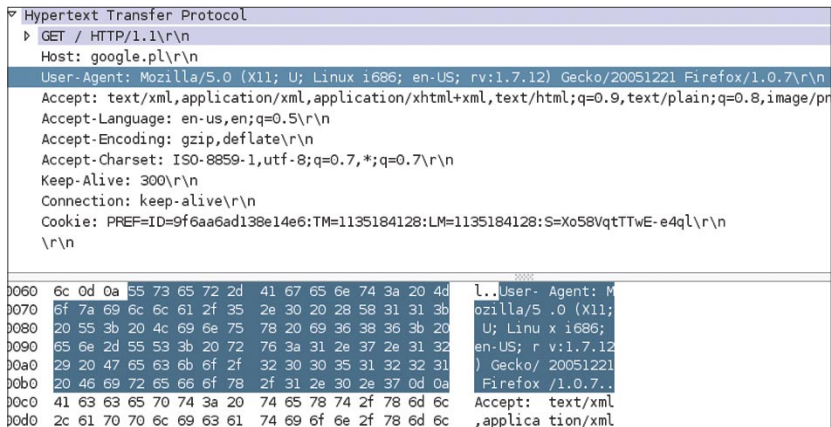 Hypertext Transfer Protocol
GET / HTTP/1.1\r\n
Host: google.pl\r\n
User-Agent: Mozilla/5.0 (X11; U; Linux i686; en-US; rv:1.7.12) Gecko/20051221 Firefox/1.0.7\r\n
Accept: text/xml,application/xml,application/xhtml+xml,text/html;q=0.9,text/plain;q=0.8,image/pn
Accept-Language: en-us,en;q=0.5\r\n
Accept-Encoding: gzip,deflate\r\n
Accept-Charset: ISO-8859-1,utf-8;q=0.7,*;q=0.7\r\n
Keep-Alive: 300\r\n
Connection: keep-alive\r\n
Cookie: PREF=ID=9f6aa6ad138e14e6:TM=1135184128:LM=1135184128:S=Xo58VqtTTwE-e4ql\r\n
\r\n
0060 6c 0d 0a 55 73 65 72 2d 41 67 65 6e 74 3a 20 4d l..User- Agent: M
0070 6f 7a 69 6c 6c 61 2f 35 2e 30 20 28 58 31 31 3b ozilla/5 .0 (X11;
0080 20 55 3b 20 4c 69 6e 75 78 20 69 36 38 36 3b 20 U; Linu x i686;
0090 65 6e 2d 55 53 3b 20 72 76 3a 31 2e 37 2e 31 32 en-US; r v:1.7.12
00a0 29 20 47 65 63 6b 6f 2f 32 30 30 35 31 32 32 31 ) Gecko/ 20051221
00b0 20 46 69 72 65 66 6f 78 2f 31 2e 30 2e 37 0d 0a Firefox /1.0.7..
00c0 41 63 63 65 70 74 3a 20 74 65 78 74 2f 78 6d 6c Accept: text/xml
00d0 2c 61 70 70 6c 69 63 61 74 69 6f 6e 2f 78 6d 6c ,applica tion/xml